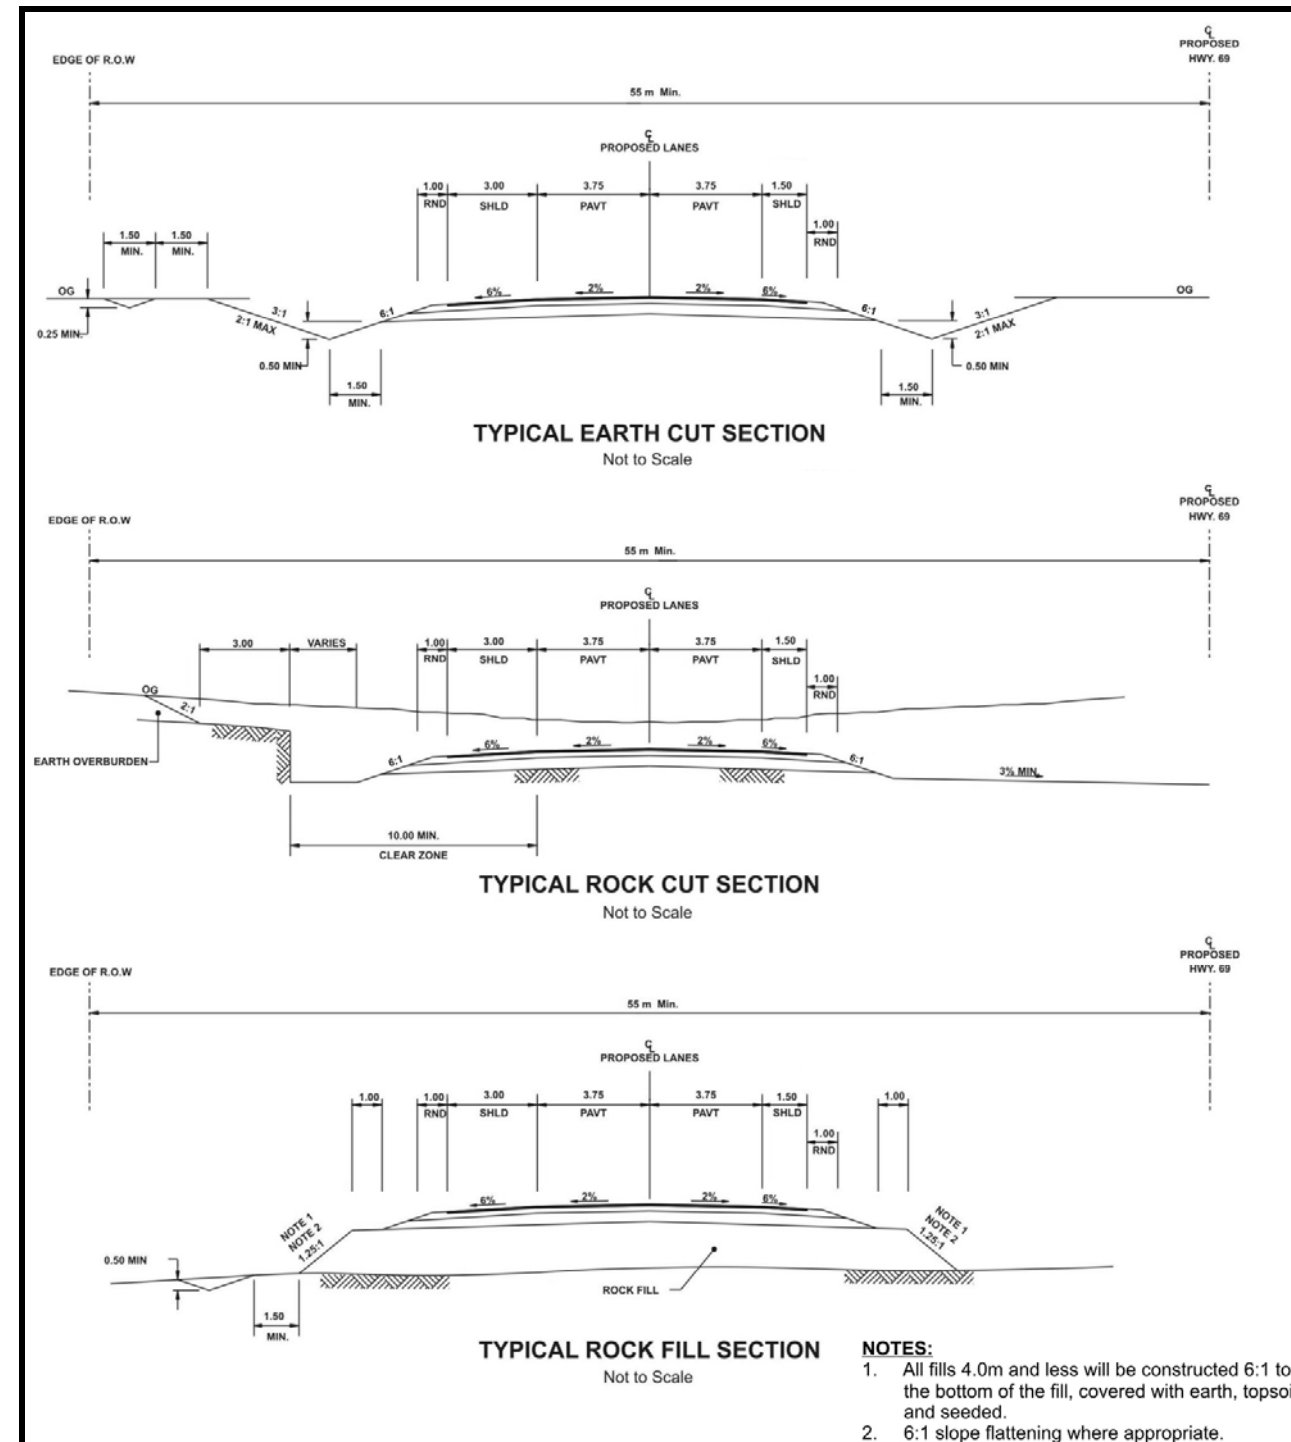 ℄
PROPOSED
HWY. 69
EDGE OF R.O.W
55 m Min.
℄
PROPOSED LANES
1.00 3.00 3.75 3.75 1.50
RND SHLD PAVT PAVT SHLD
1.00
RND
1.50 1.50
MIN. MIN.
OG 6% 2% 2% 6% OG
0.25 MIN. 3:1 6:1 6:1 3:1
2:1 MAX 2:1 MAX
0.50 MIN 0.50 MIN
1.50 1.50
MIN. MIN.
TYPICAL EARTH CUT SECTION
Not to Scale
℄
PROPOSED
HWY. 69
EDGE OF R.O.W
55 m Min.
℄
PROPOSED LANES
3.00 VARIES 1.00 3.00 3.75 3.75 1.50
RND SHLD PAVT PAVT SHLD
1.00
RND
OG
2:1
6% 2% 2% 6%
EARTH OVERBURDEN 6:1 6:1
3% MIN.
10.00 MIN.
CLEAR ZONE
TYPICAL ROCK CUT SECTION
Not to Scale
℄
PROPOSED
HWY. 69
EDGE OF R.O.W
55 m Min.
℄
PROPOSED LANES
1.00 1.00 3.00 3.75 3.75 1.50 1.00
RND SHLD PAVT PAVT SHLD
1.00
RND
6% 2% 2% 6%
NOTE 1 NOTE 1
NOTE 2 NOTE 2
1.25:1 1.25:1
0.50 MIN
ROCK FILL
1.50
MIN.
TYPICAL ROCK FILL SECTION
Not to Scale
NOTES:
1. All fills 4.0m and less will be constructed 6:1 to
the bottom of the fill, covered with earth, topsoi
and seeded.
2. 6:1 slope flattening where appropriate.